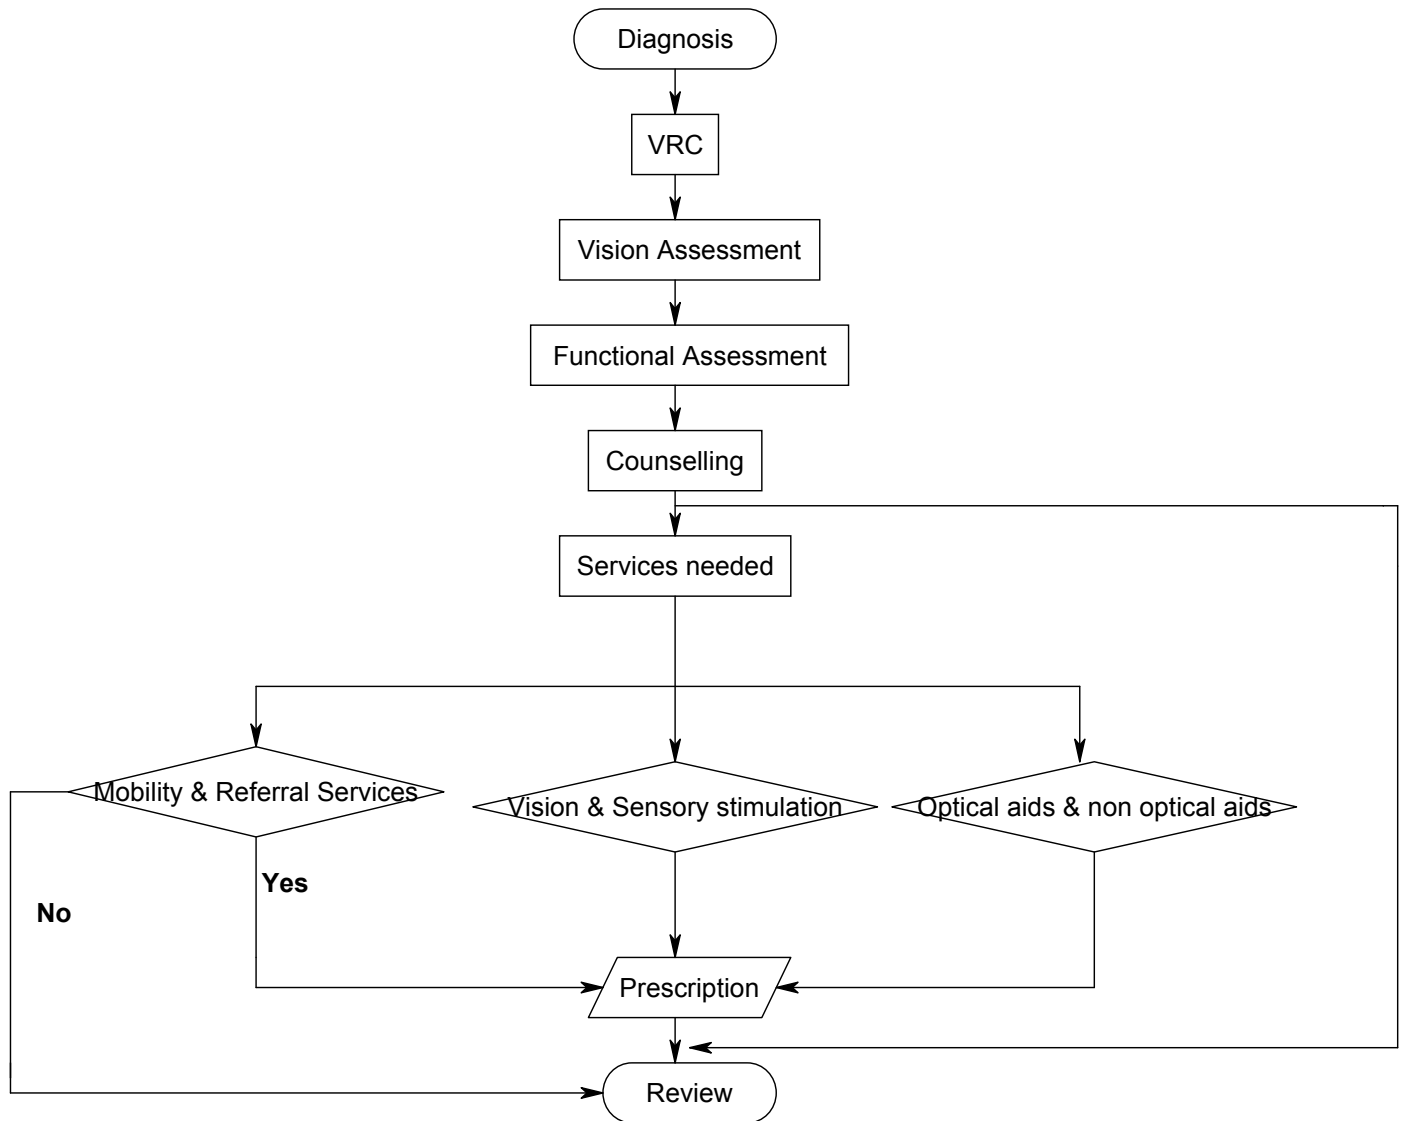 Diagnosis
VRC
Vision Assessment
Functional Assessment
Counselling
Services needed
Mobility & Referral Services
Vision & Sensory stimulation
Optical aids & non optical aids
Yes
No
Prescription
Review